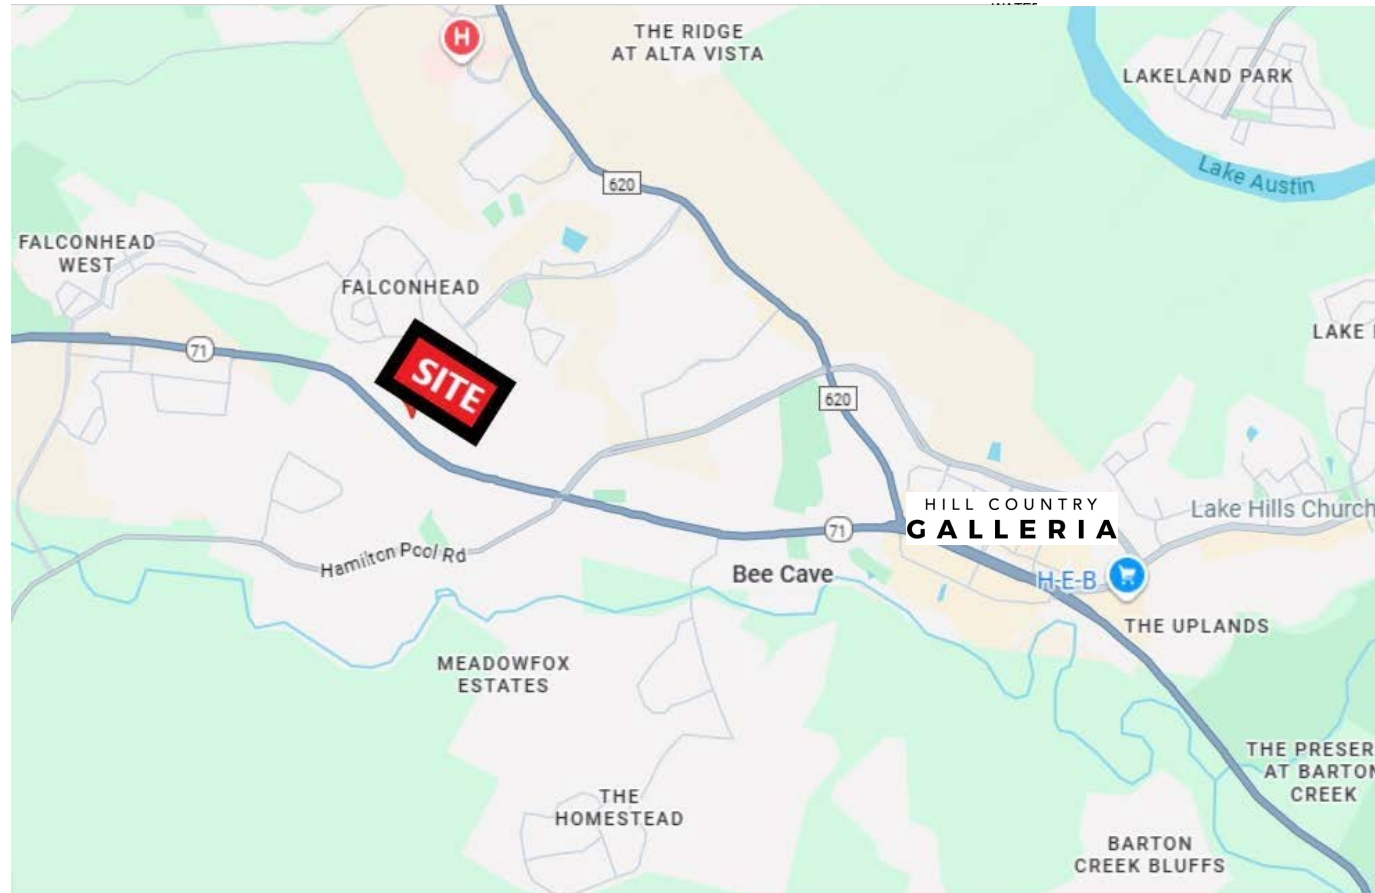 H
THE RIDGE
AT ALTA VISTA
LAKELAND PARK
Lake Austin
620
FALCONHEAD
WEST
FALCONHEAD
71
SITE
LAKE
620
HILL COUNTRY
GALLERIA
Lake Hills Church
71
Hamilton Pool Rd
Bee Cave
H-E-B
THE UPLANDS
MEADOWFOX
ESTATES
THE PRESER
AT BARTON
CREEK
THE
HOMESTEAD
BARTON
CREEK BLUFFS